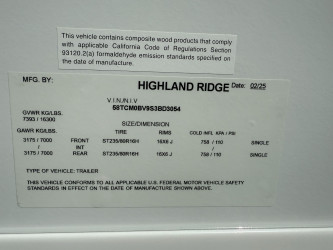 This vehicle contains composite wood products that comply
with applicable California Code of Regulations Section
93120.2(a) formaldehyde emission standards specified on
the date of manufacture.
MFG. BY: HIGHLAND RIDGE Date: 02/25
V.I.N./N.I.V
58TCM0BV9S3BD3054
GVWR KG/LBS.
7393 / 16300
SIZE/DIMENSION
GAWR KG/LBS. TIRE RIMS COLD INFL. KPA / PSI
3175 / 7000 FRONT ST235/80R16H 16X6 J 758 / 110 SINGLE
INT
3175 / 7000 REAR ST235/80R16H 16X6 J 758 / 110 SINGLE
TYPE OF VEHICLE: TRAILER
THIS VEHICLE CONFORMS TO ALL APPLICABLE U.S. FEDERAL MOTOR VEHICLE SAFETY
STANDARDS IN EFFECT ON THE DATE OF MANUFACTURE SHOWN ABOVE.